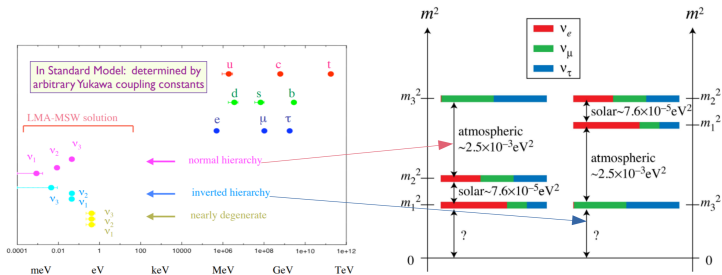 In Standard Model: determined by
arbitrary Yukawa coupling constants
u c t
d s b
e μ τ
LMA-MSW solution
ν1 ν2 ν3
normal hierarchy
ν3 ν2
ν1
inverted hierarchy
ν3
ν2
ν1
nearly degenerate
0.0001 0.01 1 100 1e+04 1e+06 1e+08 1e+10 1e+12
meV eV keV MeV GeV TeV
m² m²
νe
νμ
ντ
m3² m2²
solar~7.6×10⁻⁵eV²
m1²
atmospheric
~2.5×10⁻³eV²
atmospheric
~2.5×10⁻³eV²
m2²
solar~7.6×10⁻⁵eV²
m1² m3²
? ?
0 0